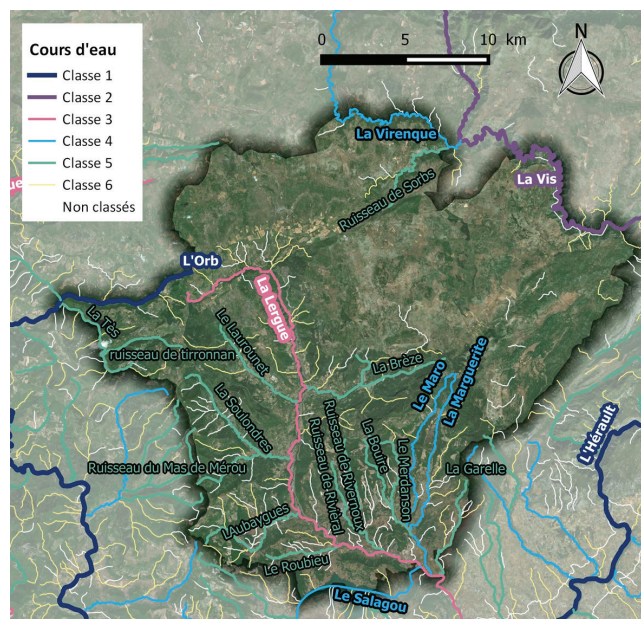 Cours d'eau
Classe 1
Classe 2
Classe 3
Classe 4
Classe 5
Classe 6
Non classés
0 5 10 km
N
La Virenque
La Vis
Ruisseau de Sorbs
L'Orb
La Lergue
La Tès
ruisseau de tirronnan
Le Laurounet
La Brèze
Le Maro
La Marguerite
La Soulondres
Ruisseau de Rivernoux
Ruisseau de Riviéral
La Bouire
Le Merdanson
La Garelle
L'Hérault
Ruisseau du Mas de Mérou
L'Aubaygues
Le Roubieu
Le Salagou